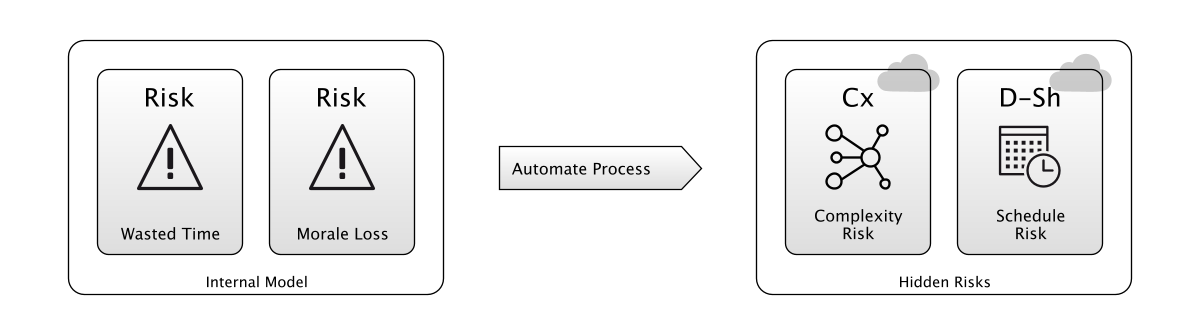 Risk
Wasted Time
Risk
Morale Loss
Internal Model
Automate Process
Cx
Complexity
Risk
D-Sh
Schedule
Risk
Hidden Risks